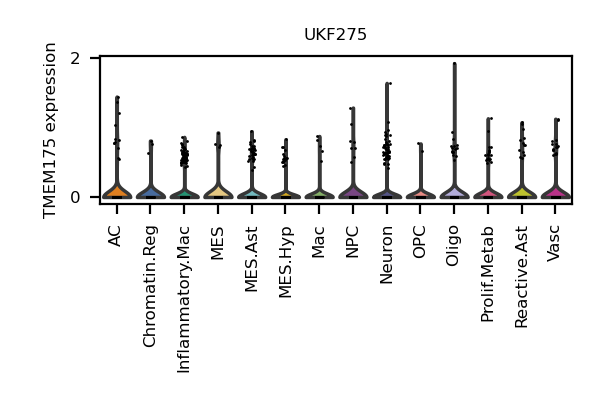 UKF275
TMEM175 expression
2
0
AC
Chromatin.Reg
Inflammatory.Mac
MES
MES.Ast
MES.Hyp
Mac
NPC
Neuron
OPC
Oligo
Prolif.Metab
Reactive.Ast
Vasc